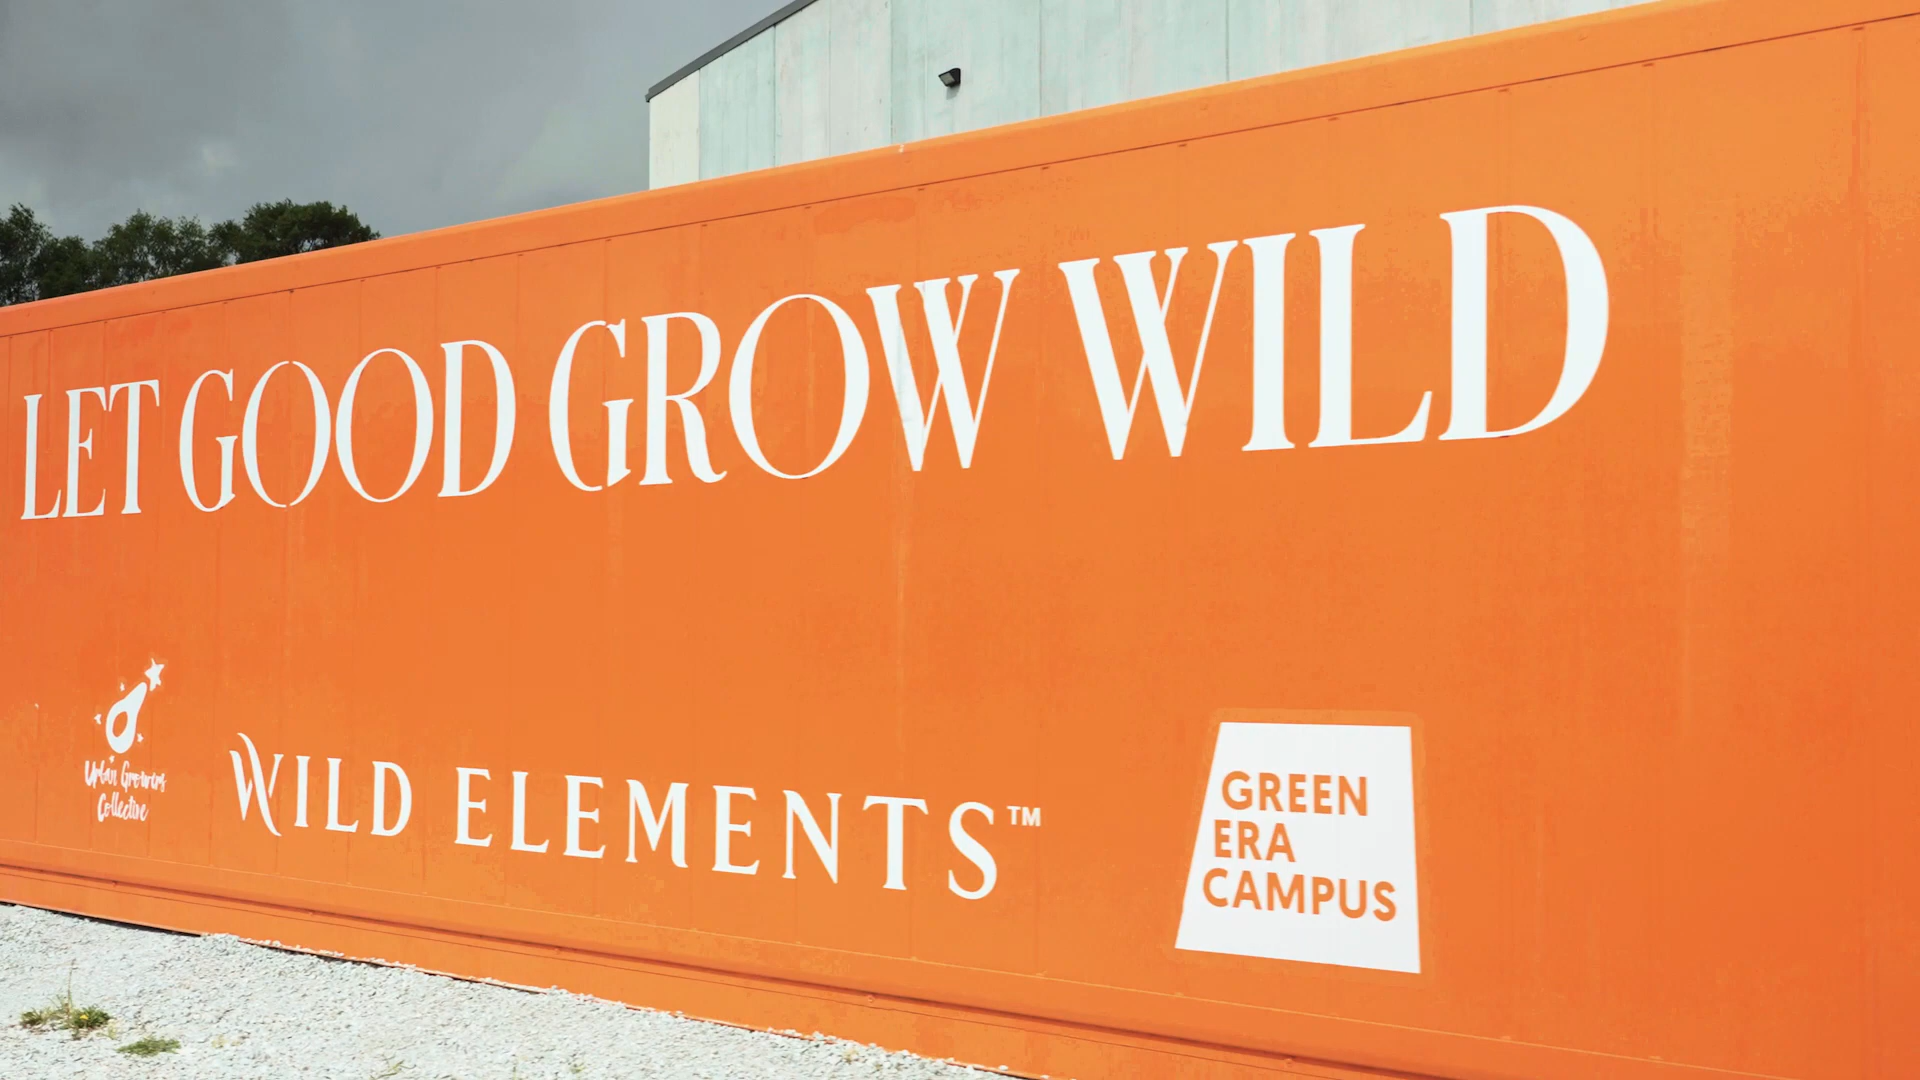 LET GOOD GROW WILD
Urban Growers
Collective
WILD ELEMENTS™
GREEN
ERA
CAMPUS